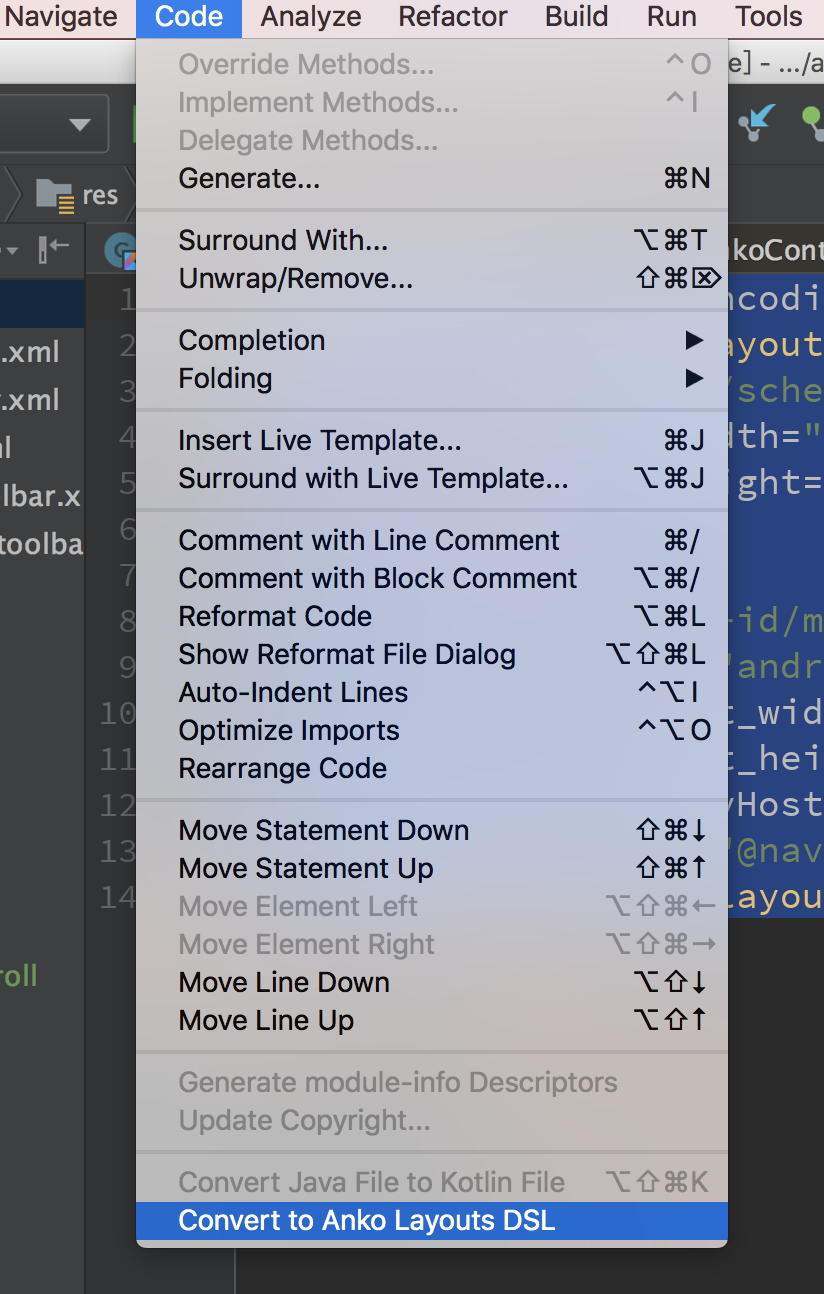 Navigate Code Analyze Refactor Build Run Tools
e] - .../a
res
Override Methods... ^O
Implement Methods... ^I
Delegate Methods...
Generate... ⌘N
Surround With... ⌥⌘T
Unwrap/Remove... ⇧⌘⌦
Completion ▶
Folding ▶
Insert Live Template... ⌘J
Surround with Live Template... ⌥⌘J
Comment with Line Comment ⌘/
Comment with Block Comment ⌥⌘/
Reformat Code ⌥⌘L
Show Reformat File Dialog ⌥⇧⌘L
Auto-Indent Lines ^⌥I
Optimize Imports ^⌥O
Rearrange Code
Move Statement Down ⇧⌘↓
Move Statement Up ⇧⌘↑
Move Element Left ⌥⇧⌘←
Move Element Right ⌥⇧⌘→
Move Line Down ⌥⇧↓
Move Line Up ⌥⇧↑
Generate module-info Descriptors
Update Copyright...
Convert Java File to Kotlin File ⌥⇧⌘K
Convert to Anko Layouts DSL
.xml
.xml
l
lbar.x
toolba
roll
1
2
3
4
5
6
7
8
9
10
11
12
13
14
nkoCont
ncodi
ayout
/sche
dth="
ight=
-id/m
"andr
t_wid
t_hei
yHost
"@nav
layou